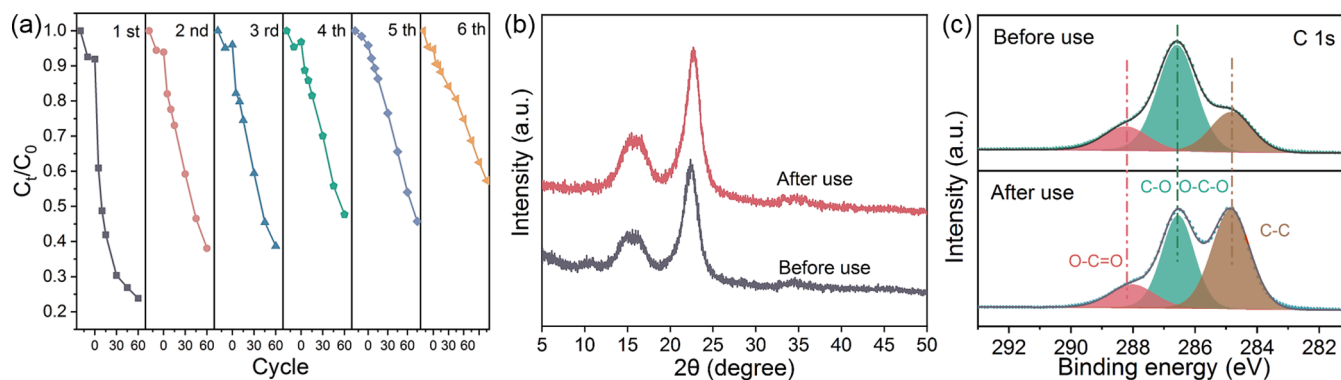 (a)
1 st
2 nd
3 rd
4 th
5 th
6 th
1.0
0.9
0.8
0.7
0.6
0.5
0.4
0.3
0.2
Ct/C0
0 30 60 0 30 60 0 30 60 0 30 60 0 30 60 0 30 60
Cycle
(b)
Intensity (a.u.)
After use
Before use
5 10 15 20 25 30 35 40 45 50
2θ (degree)
(c)
C 1s
Before use
After use
C-O O-C-O
C-C
O-C=O
Intensity (a.u.)
292 290 288 286 284 282
Binding energy (eV)